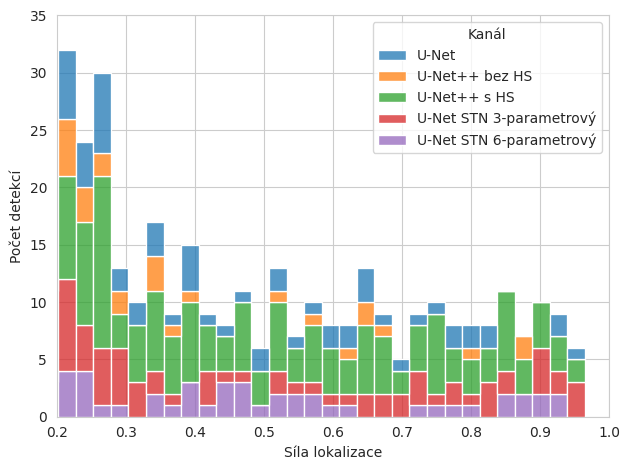 35
30
25
20
15
10
5
0
Počet detekcí
Kanál
U-Net
U-Net++ bez HS
U-Net++ s HS
U-Net STN 3-parametrový
U-Net STN 6-parametrový
0.2 0.3 0.4 0.5 0.6 0.7 0.8 0.9 1.0
Síla lokalizace